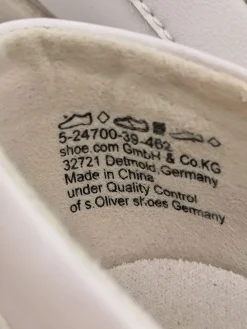 5-24700-39-462
shoe.com GmbH & Co.KG
32721 Detmold, Germany
Made in China
under Quality Control
of s.Oliver shoes Germany